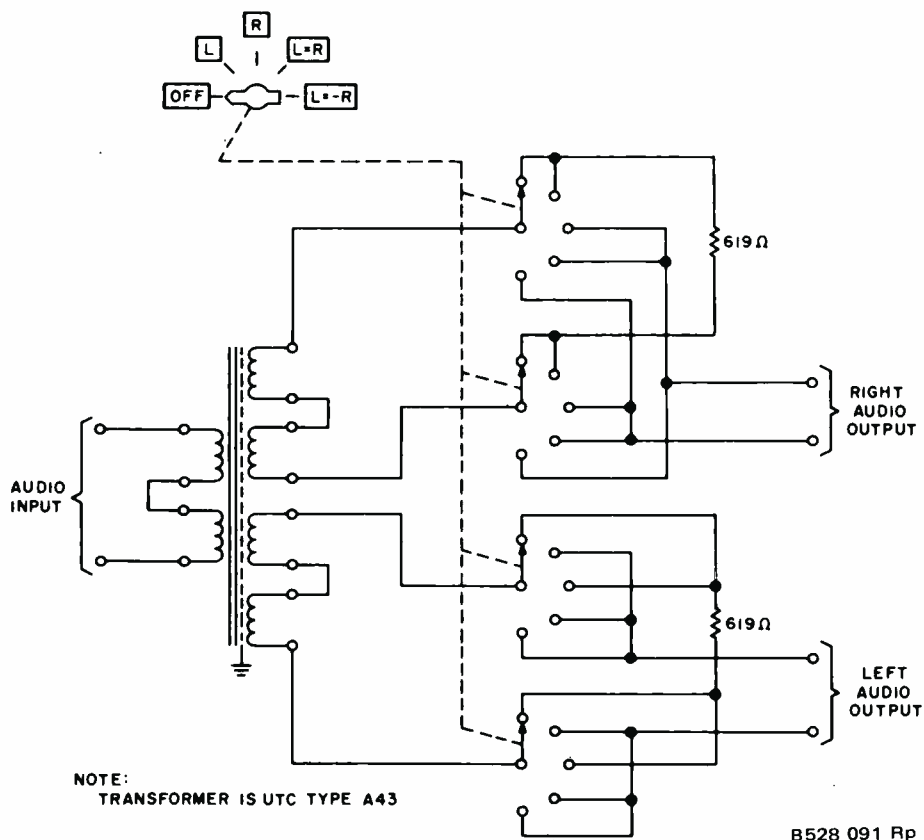 R
L
L=R
OFF
L=-R
619Ω
RIGHT
AUDIO
OUTPUT
AUDIO
INPUT
619Ω
LEFT
AUDIO
OUTPUT
NOTE:
TRANSFORMER IS UTC TYPE A43
B528 091 Rp